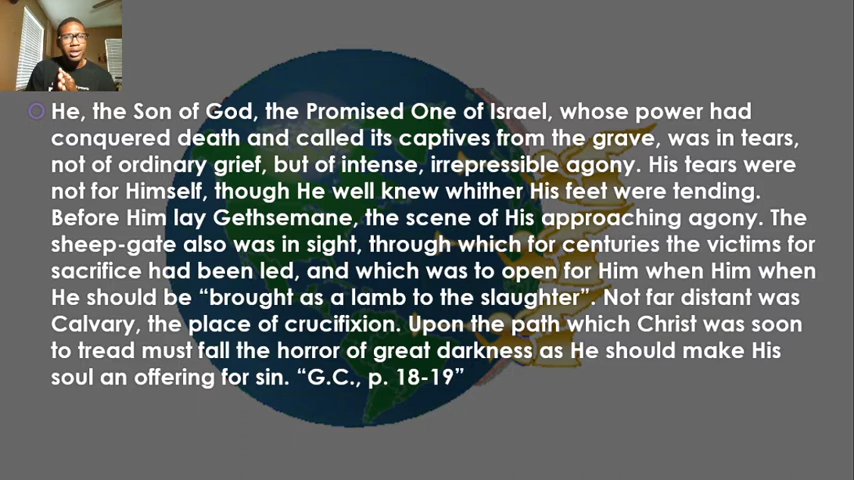 He, the Son of God, the Promised One of Israel, whose power had
conquered death and called its captives from the grave, was in tears,
not of ordinary grief, but of intense, irrepressible agony. His tears were
not for Himself, though He well knew whither His feet were tending.
Before Him lay Gethsemane, the scene of His approaching agony. The
sheep-gate also was in sight, through which for centuries the victims for
sacrifice had been led, and which was to open for Him when Him when
He should be “brought as a lamb to the slaughter”. Not far distant was
Calvary, the place of crucifixion. Upon the path which Christ was soon
to tread must fall the horror of great darkness as He should make His
soul an offering for sin. “G.C., p. 18-19”